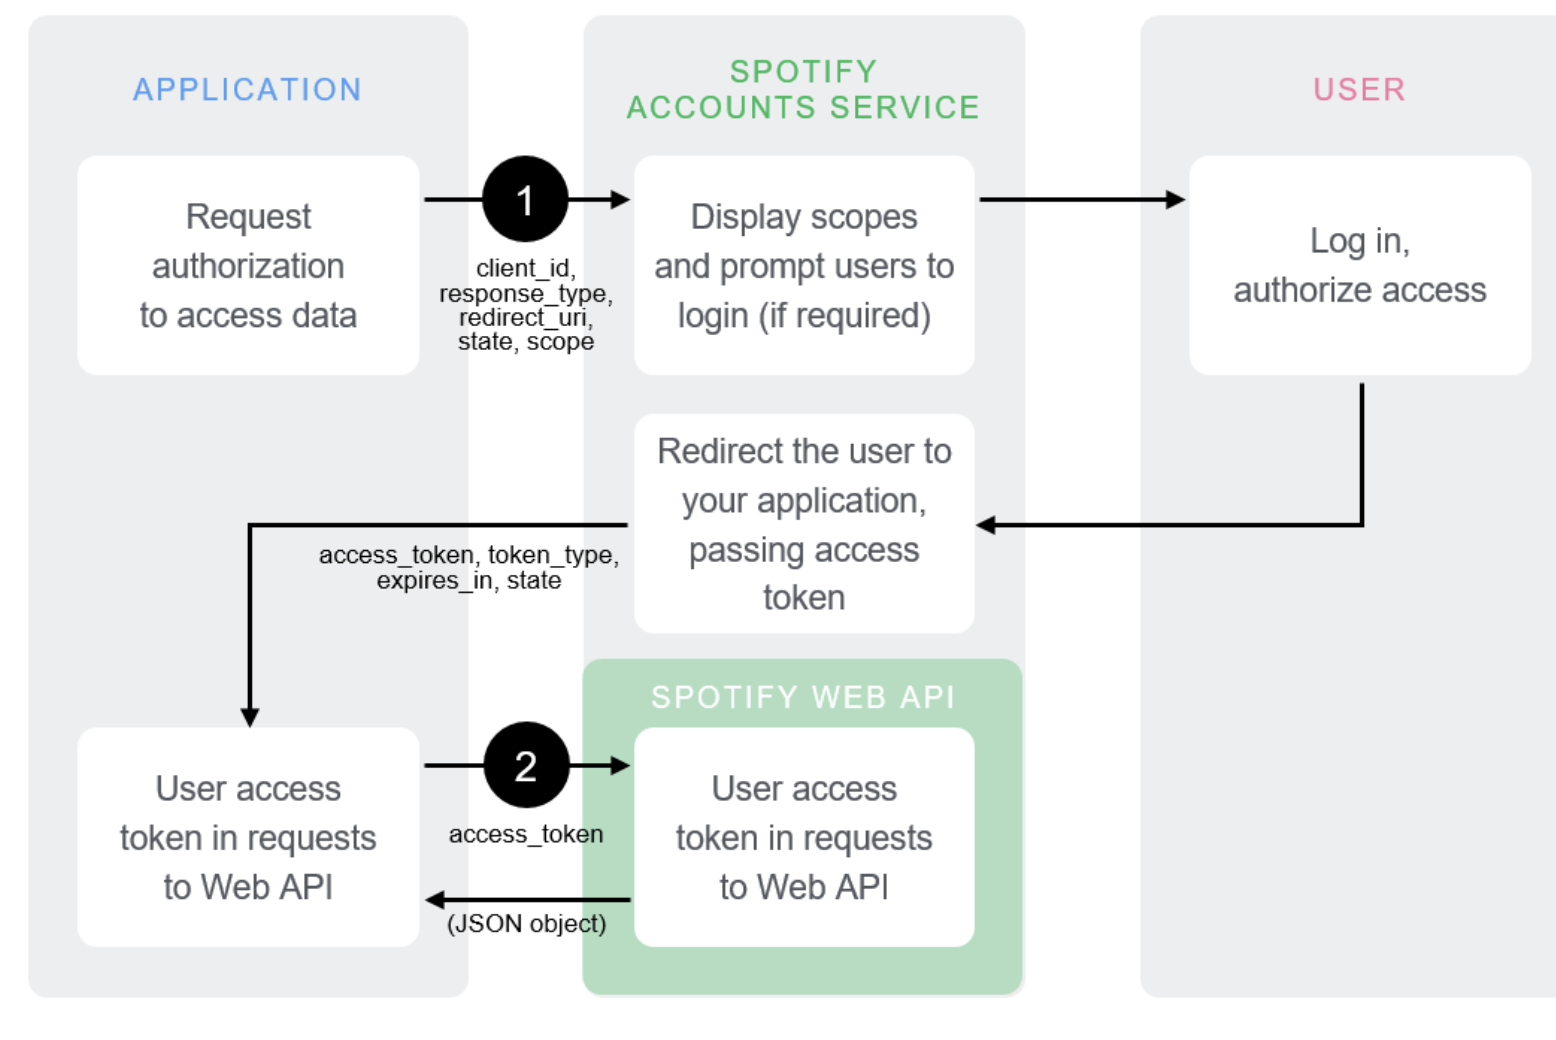 APPLICATION
SPOTIFY
ACCOUNTS SERVICE
USER
Request
authorization
to access data
1
client_id,
response_type,
redirect_uri,
state, scope
Display scopes
and prompt users to
login (if required)
Log in,
authorize access
Redirect the user to
your application,
passing access
token
access_token, token_type,
expires_in, state
SPOTIFY WEB API
User access
token in requests
to Web API
2
access_token
(JSON object)
User access
token in requests
to Web API